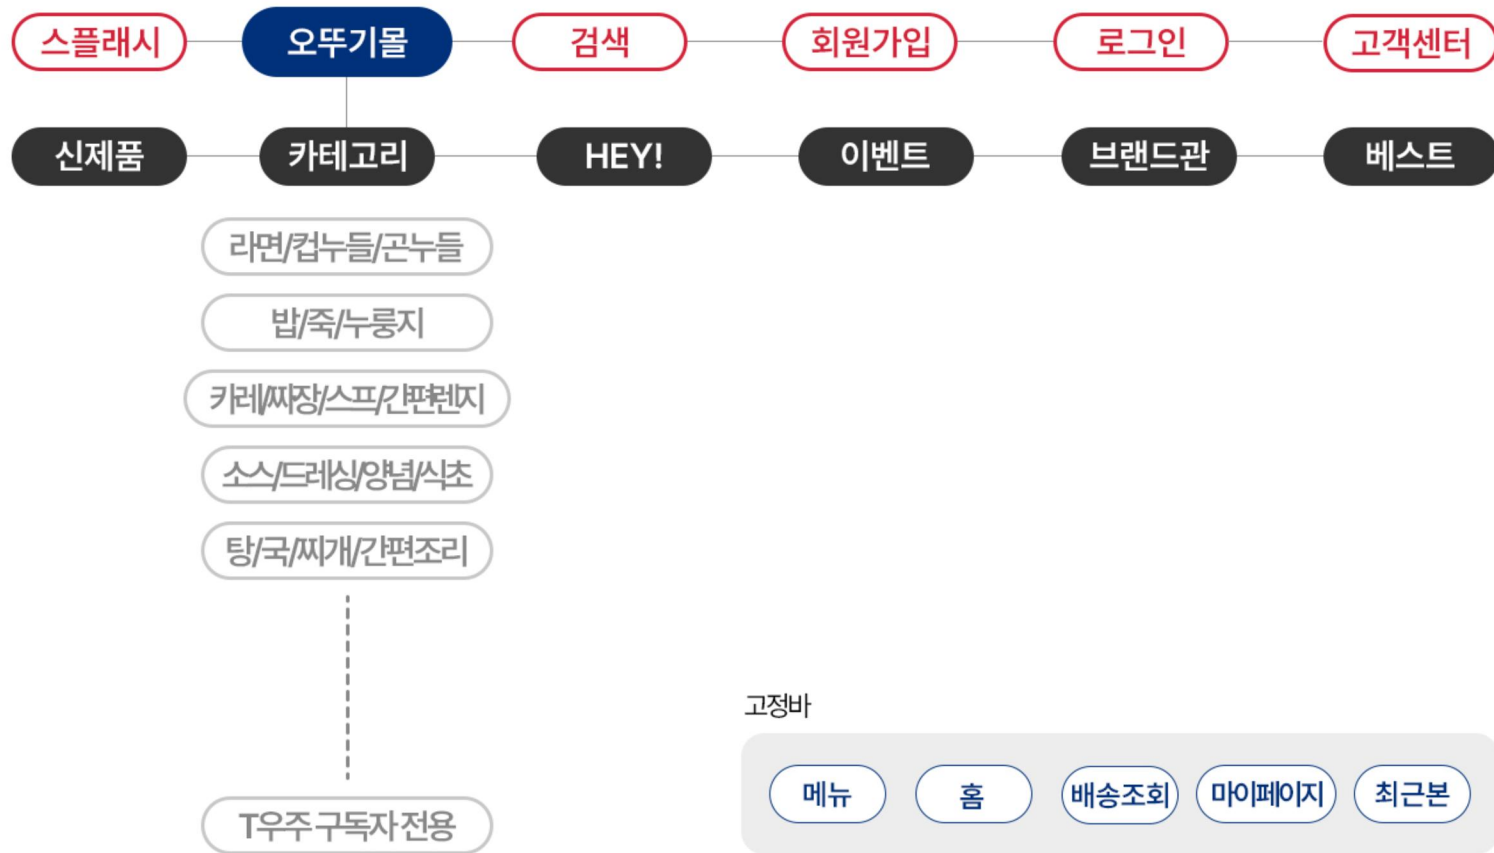 스플래시 오뚜기몰 검색 회원가입 로그인 고객센터
신제품 카테고리 HEY! 이벤트 브랜드관 베스트
라면/컵누들/곤누들
밥/죽/누룽지
카레/짜장/스프/간편렌지
소스/드레싱/양념/식초
탕/국/찌개/간편조리
고정바
메뉴 홈 배송조회 마이페이지 최근본
T우주 구독자 전용